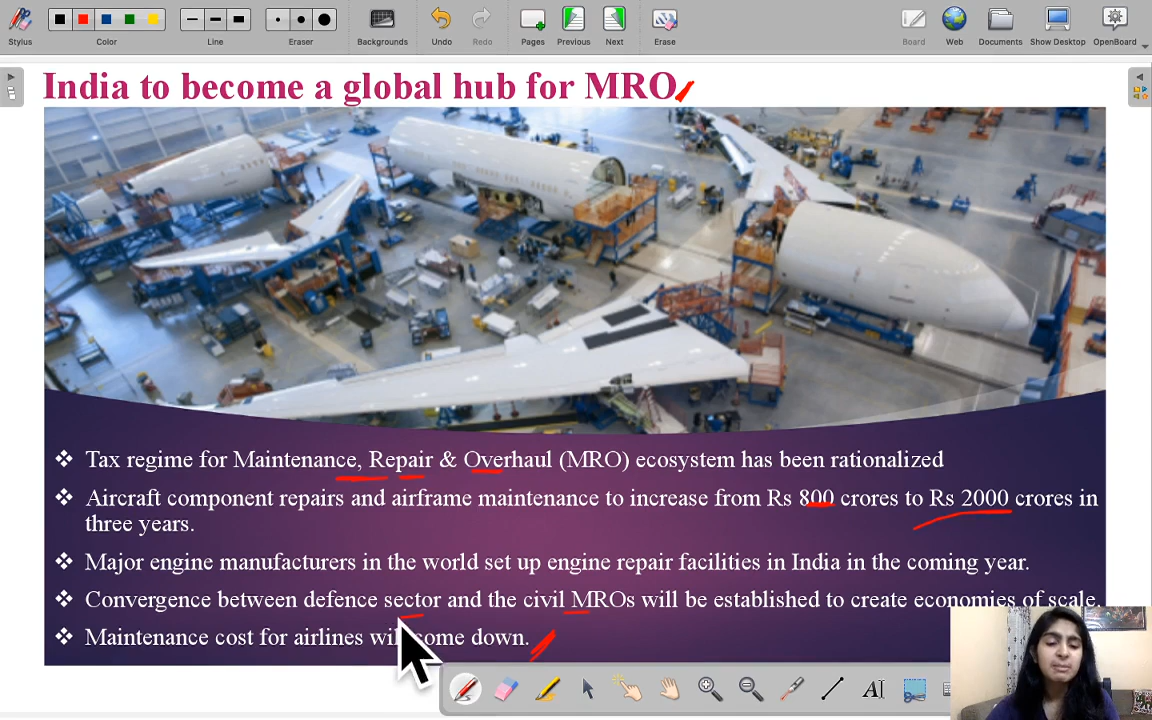 Stylus
Color
Line
Eraser
Backgrounds
Undo
Redo
Pages
Previous
Next
Erase
Board
Web
Documents
Show Desktop
OpenBoard
India to become a global hub for MRO
❖ Tax regime for Maintenance, Repair & Overhaul (MRO) ecosystem has been rationalized
❖ Aircraft component repairs and airframe maintenance to increase from Rs 800 crores to Rs 2000 crores in
three years.
❖ Major engine manufacturers in the world set up engine repair facilities in India in the coming year.
❖ Convergence between defence sector and the civil MROs will be established to create economies of scale.
❖ Maintenance cost for airlines will come down.